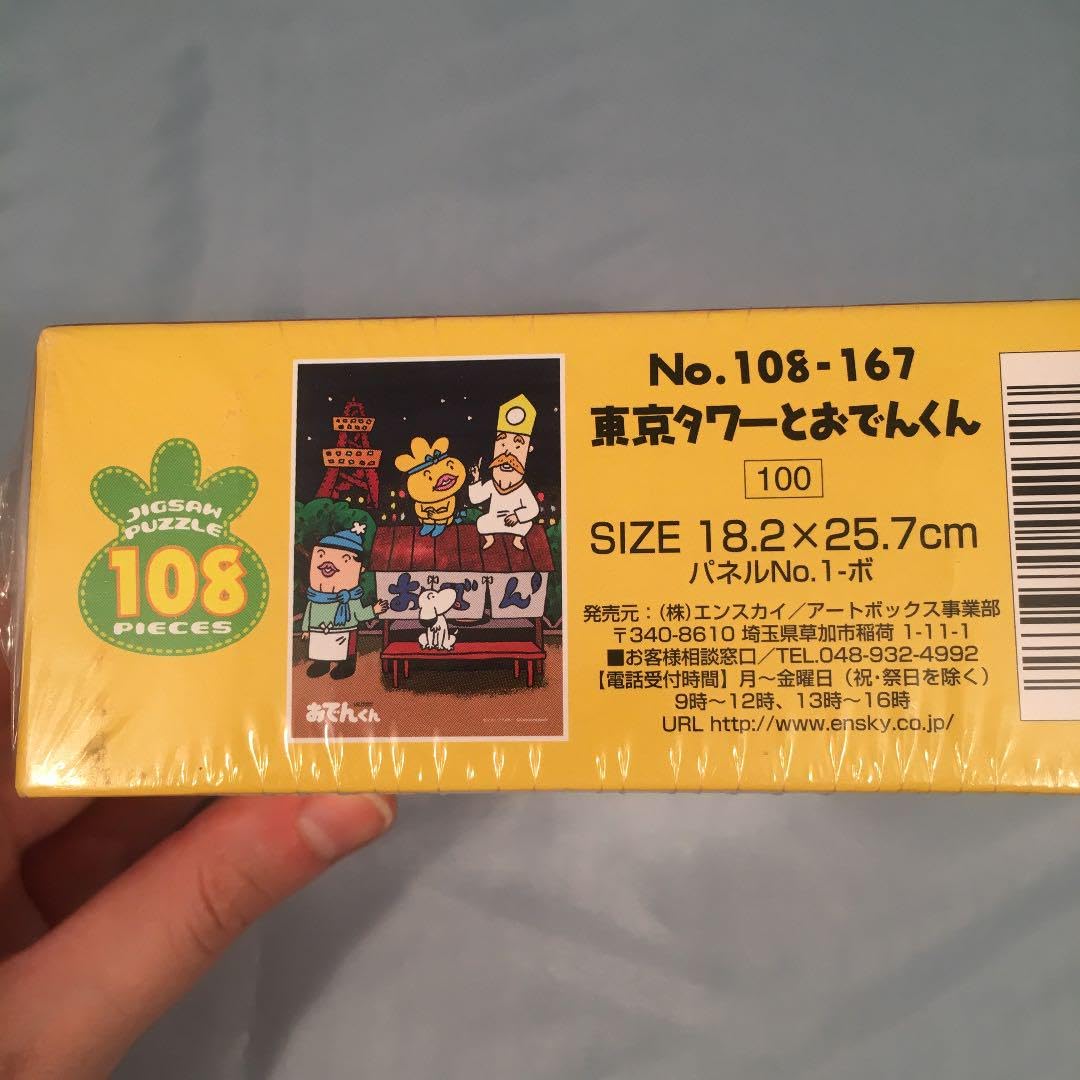 JIGSAW
PUZZLE
108
PIECES
おでん
おでんくん
No.108-167
東京タワーとおでんくん
100
SIZE 18.2×25.7cm
パネルNo.1-ボ
発売元：(株)エンスカイ／アートボックス事業部
〒340-8610 埼玉県草加市稲荷 1-11-1
■お客様相談窓口／TEL.048-932-4992
【電話受付時間】月～金曜日（祝・祭日を除く）
9時～12時、13時～16時
URL http://www.ensky.co.jp/